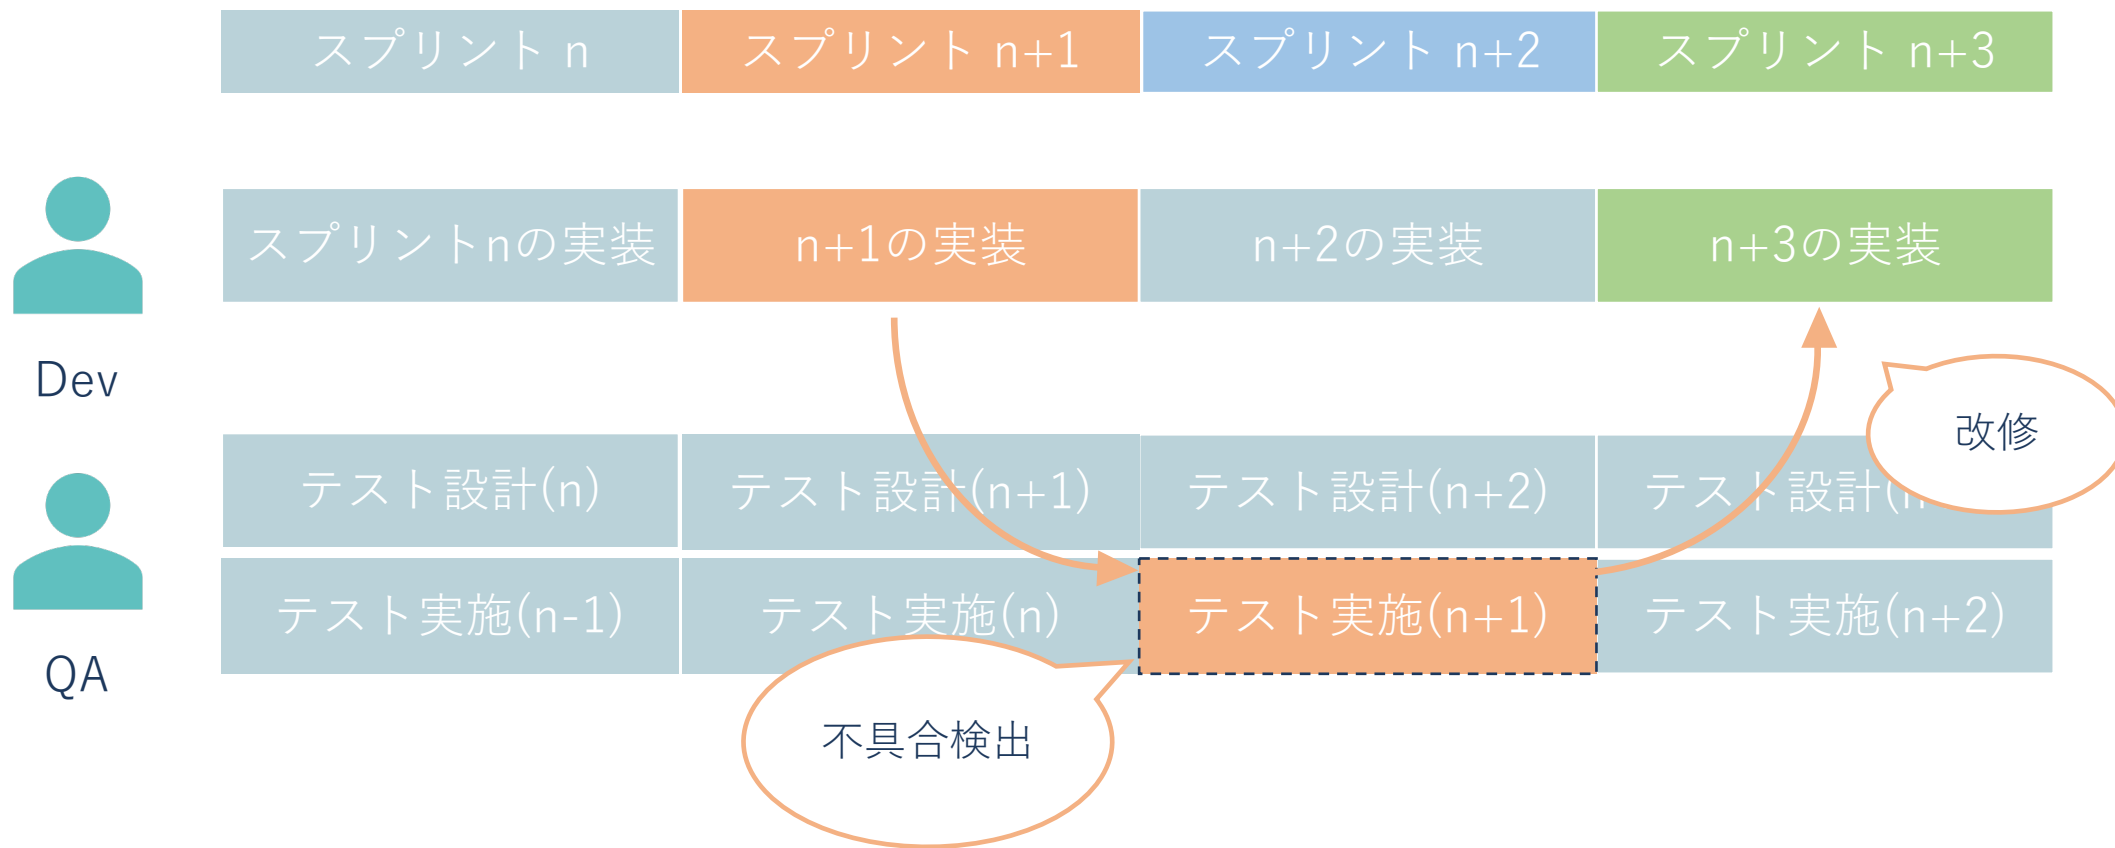 スプリント n
スプリント n+1
スプリント n+2
スプリント n+3
Dev
スプリントnの実装
n+1の実装
n+2の実装
n+3の実装
改修
QA
テスト設計(n)
テスト設計(n+1)
テスト設計(n+2)
テスト設計(n
テスト実施(n-1)
テスト実施(n)
テスト実施(n+1)
テスト実施(n+2)
不具合検出